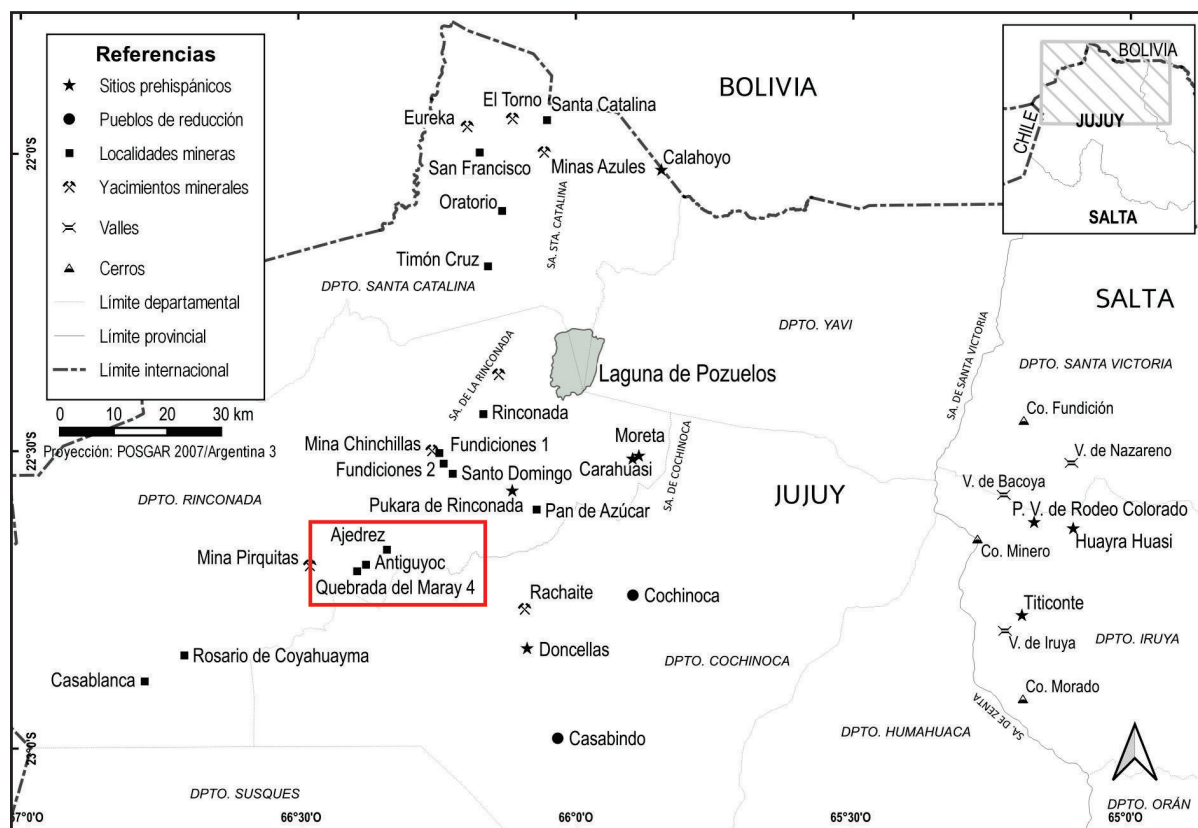 Referencias
Sitios prehispánicos
Pueblos de reducción
Localidades mineras
Yacimientos minerales
Valles
Cerros
Límite departamental
Límite provincial
Límite internacional
0 10 20 30 km
Proyección: POSGAR 2007/Argentina 3
BOLIVIA
CHILE
JUJUY
SALTA
BOLIVIA
El Torno
Santa Catalina
Eureka
San Francisco
Minas Azules
Calahoyo
Oratorio
SA. STA. CATALINA
Timón Cruz
DPTO. SANTA CATALINA
SALTA
DPTO. YAVI
SA. DE SANTA VICTORIA
DPTO. SANTA VICTORIA
SA. DE LA RINCONADA
Laguna de Pozuelos
Rinconada
Co. Fundición
Mina Chinchillas
Fundiciones 1
Moreta
Fundiciones 2
Santo Domingo
Carahuasi
SA. DE COCHINOCA
V. de Nazareno
DPTO. RINCONADA
Pukara de Rinconada
Pan de Azúcar
JUJUY
V. de Bacoya
P. V. de Rodeo Colorado
Huayra Huasi
Ajedrez
Mina Pirquitas
Antiguyoc
Quebrada del Maray 4
Co. Minero
Rachaite
Cochinoca
Titiconte
Doncellas
V. de Iruya
DPTO. IRUYA
Rosario de Coyahuayma
DPTO. COCHINOCA
Casablanca
Co. Morado
SA. DE ZENTA
Casabindo
DPTO. HUMAHUACA
DPTO. SUSQUES
DPTO. ORÁN
22°0'S
22°30'S
23°0'S
67°0'0"O
66°30'0"O
66°0'0"O
65°30'0"O
65°0'0"O